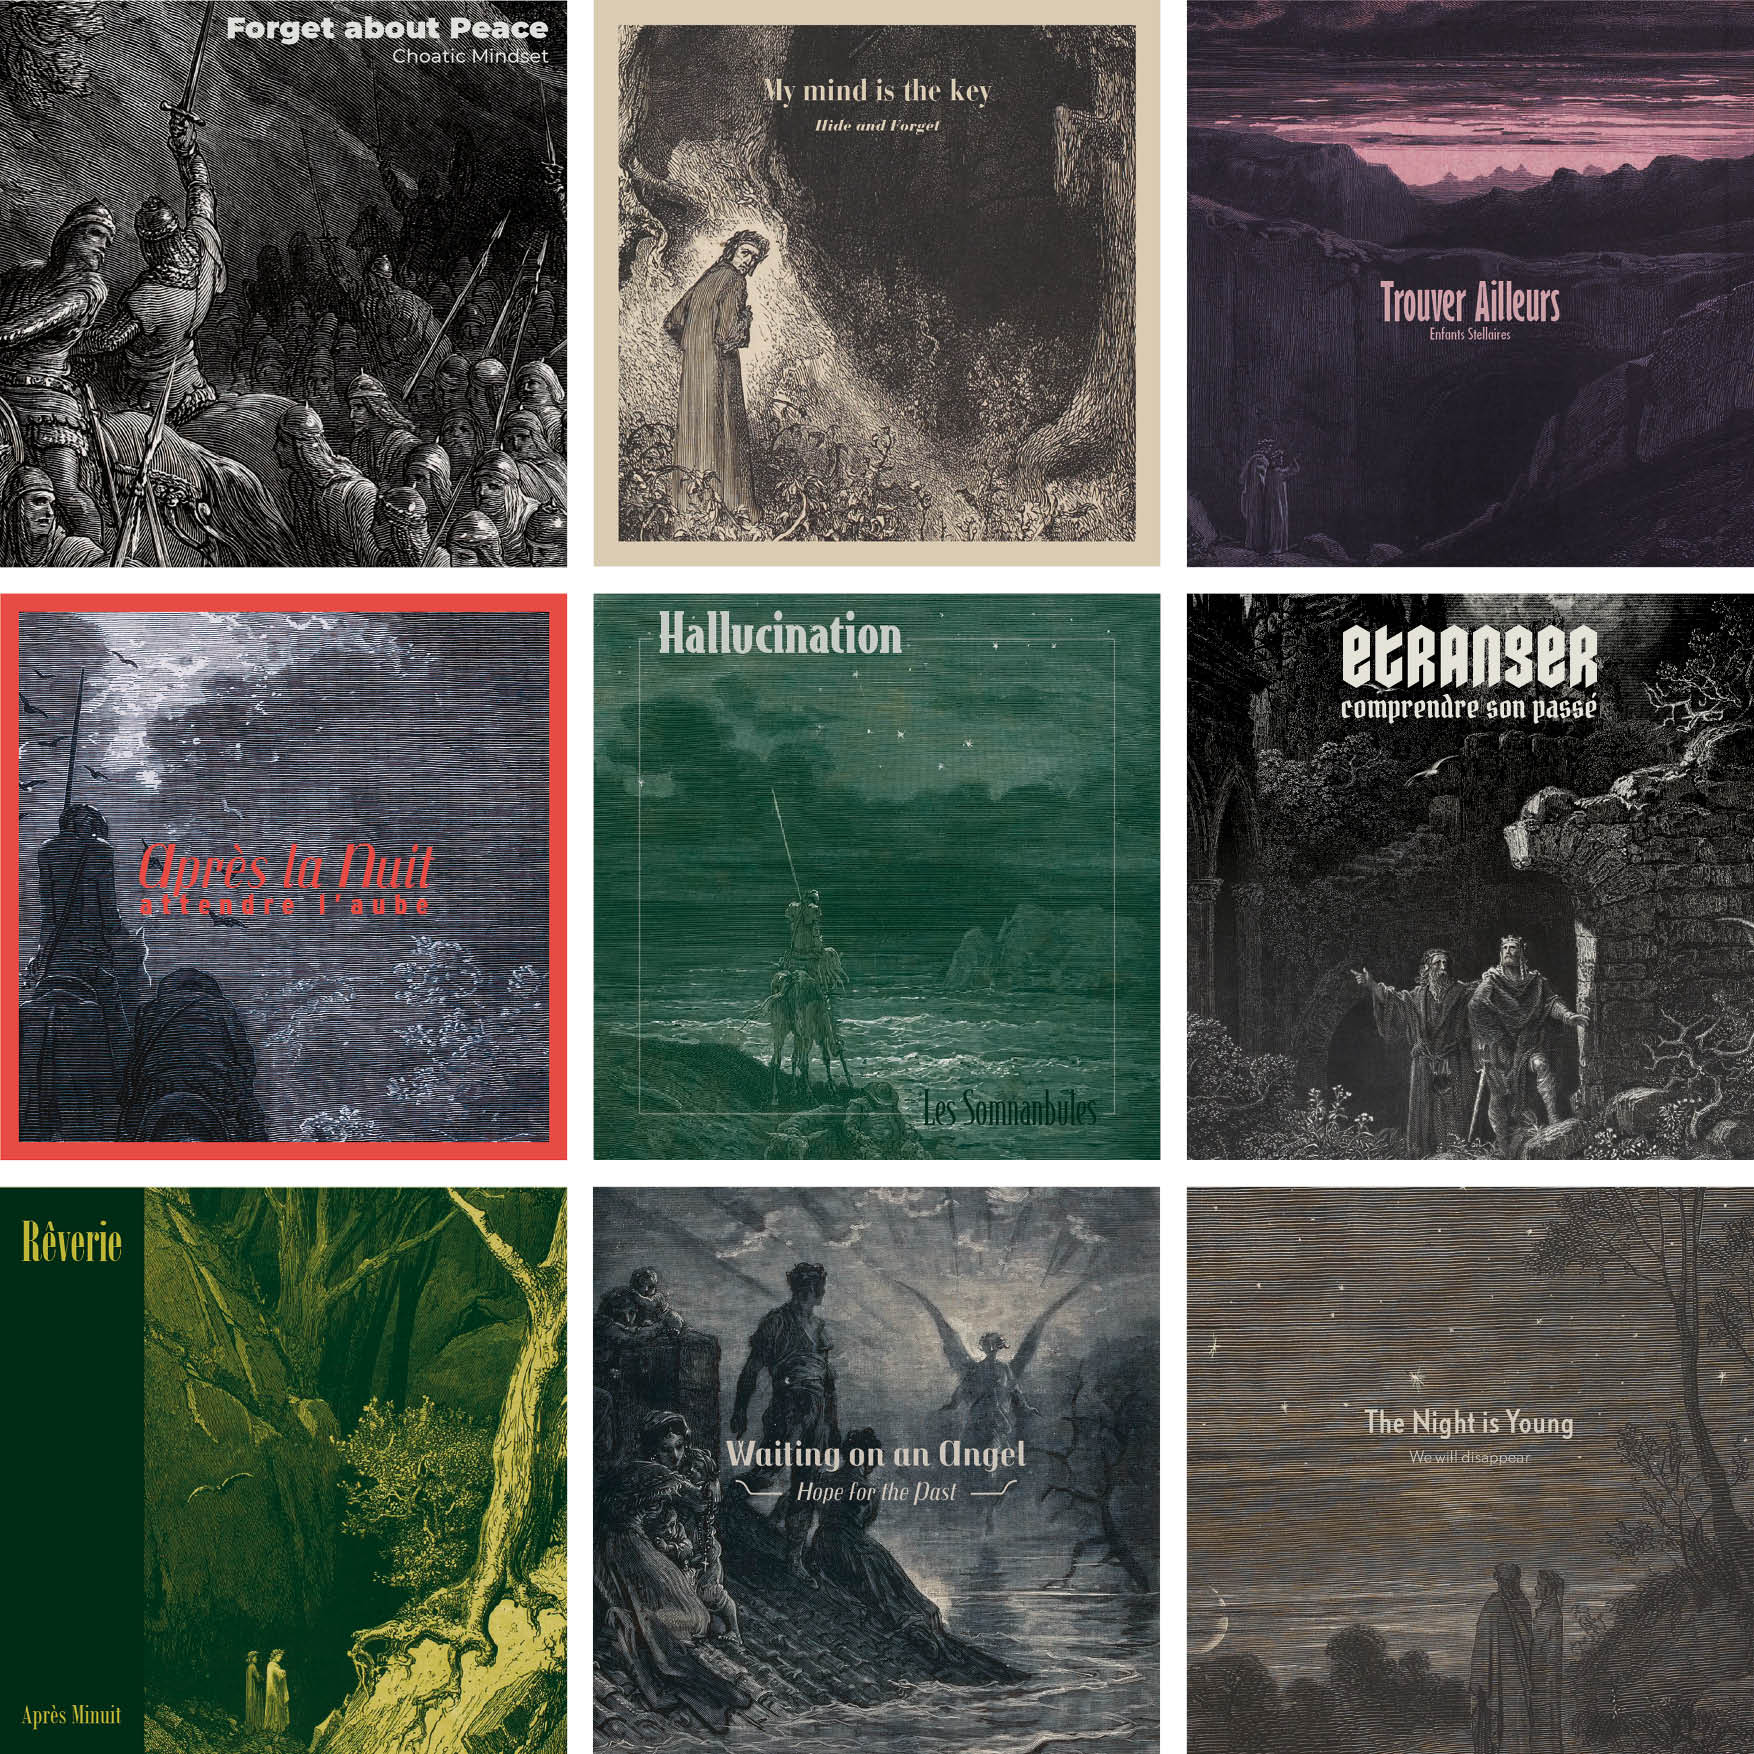 Forget about Peace
Choatic Mindset
My mind is the key
Hide and Forget
Trouver Ailleurs
Enfants Stellaires
Après la Nuit
attendre l'aube
Hallucination
Les Somnanbules
etranger
comprendre son passé
Rêverie
Après Minuit
Waiting on an Angel
Hope for the Past
The Night is Young
We will disappear